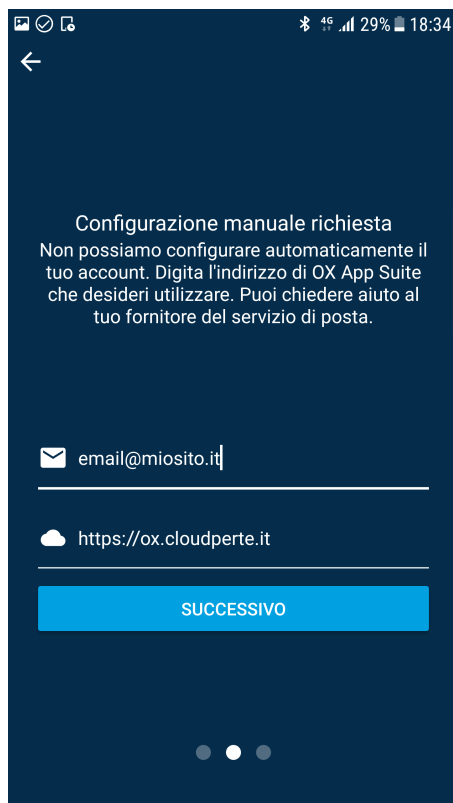 4G 29% 18:34
Configurazione manuale richiesta
Non possiamo configurare automaticamente il
tuo account. Digita l'indirizzo di OX App Suite
che desideri utilizzare. Puoi chiedere aiuto al
tuo fornitore del servizio di posta.
email@miosito.it
https://ox.cloudperte.it
SUCCESSIVO